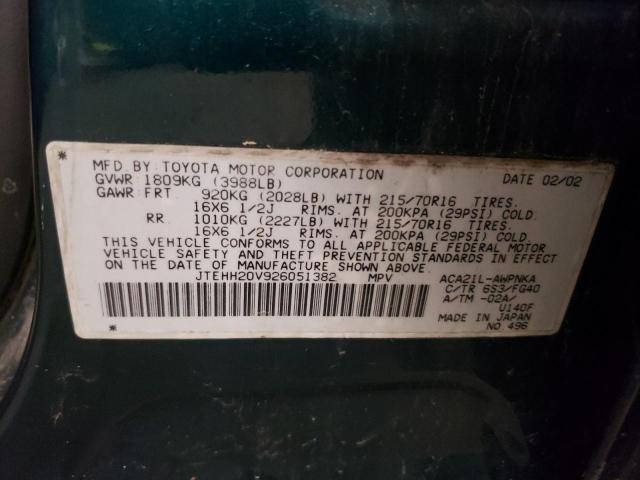 MFD BY: TOYOTA MOTOR CORPORATION DATE 02/02
GVWR 1809KG (3988LB)
GAWR FRT. 920KG (2028LB) WITH 215/70R16 TIRES.
16X6 1/2J RIMS. AT 200KPA (29PSI) COLD.
RR. 1010KG (2227LB) WITH 215/70R16 TIRES.
16X6 1/2J RIMS. AT 200KPA (29PSI) COLD.
THIS VEHICLE CONFORMS TO ALL APPLICABLE FEDERAL MOTOR
VEHICLE SAFETY AND THEFT PREVENTION STANDARDS IN EFFECT
ON THE DATE OF MANUFACTURE SHOWN ABOVE.
JTEHH20V926051382 MPV ACA21L-AWPNKA
C/TR 6S3/FG40
A/TM -02A/
U140F
MADE IN JAPAN
NO. 496